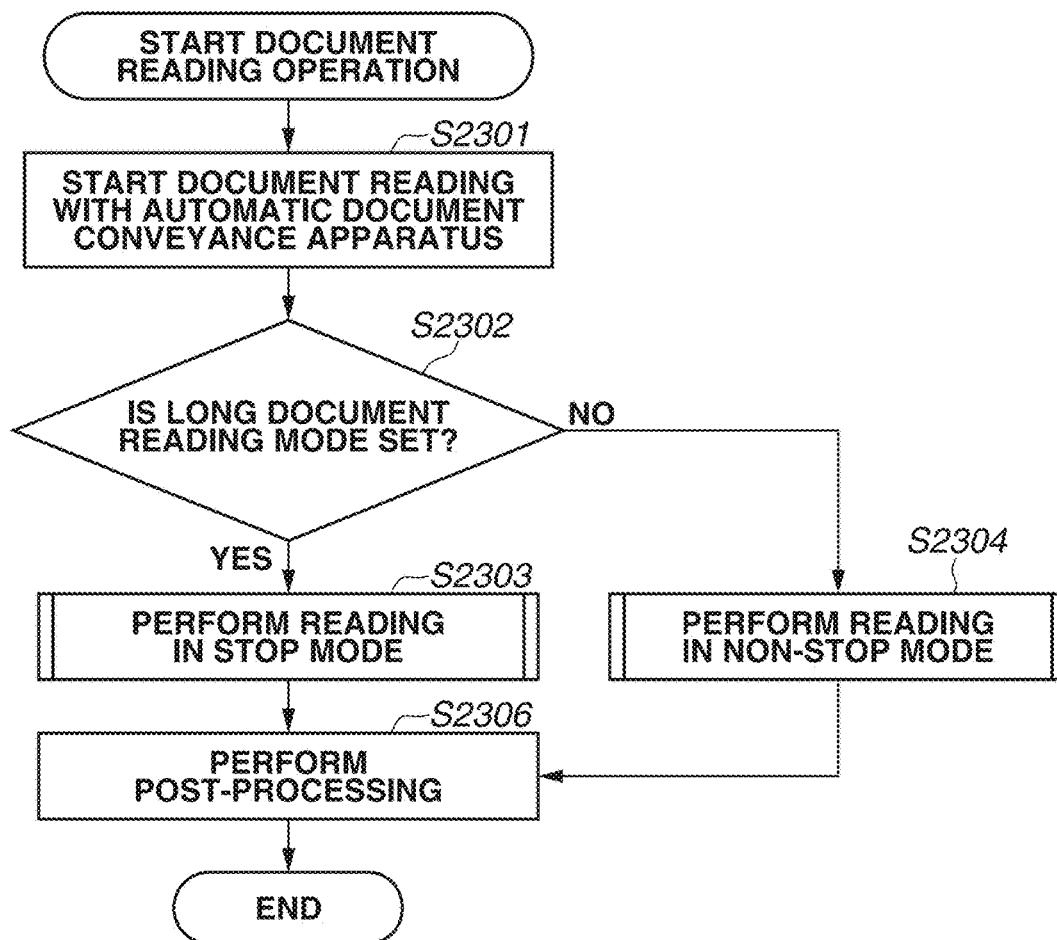 START DOCUMENT
READING OPERATION
S2301
START DOCUMENT READING
WITH AUTOMATIC DOCUMENT
CONVEYANCE APPARATUS
S2302
IS LONG DOCUMENT
READING MODE SET?
NO
YES
S2303
PERFORM READING
IN STOP MODE
S2304
PERFORM READING
IN NON-STOP MODE
S2306
PERFORM
POST-PROCESSING
END